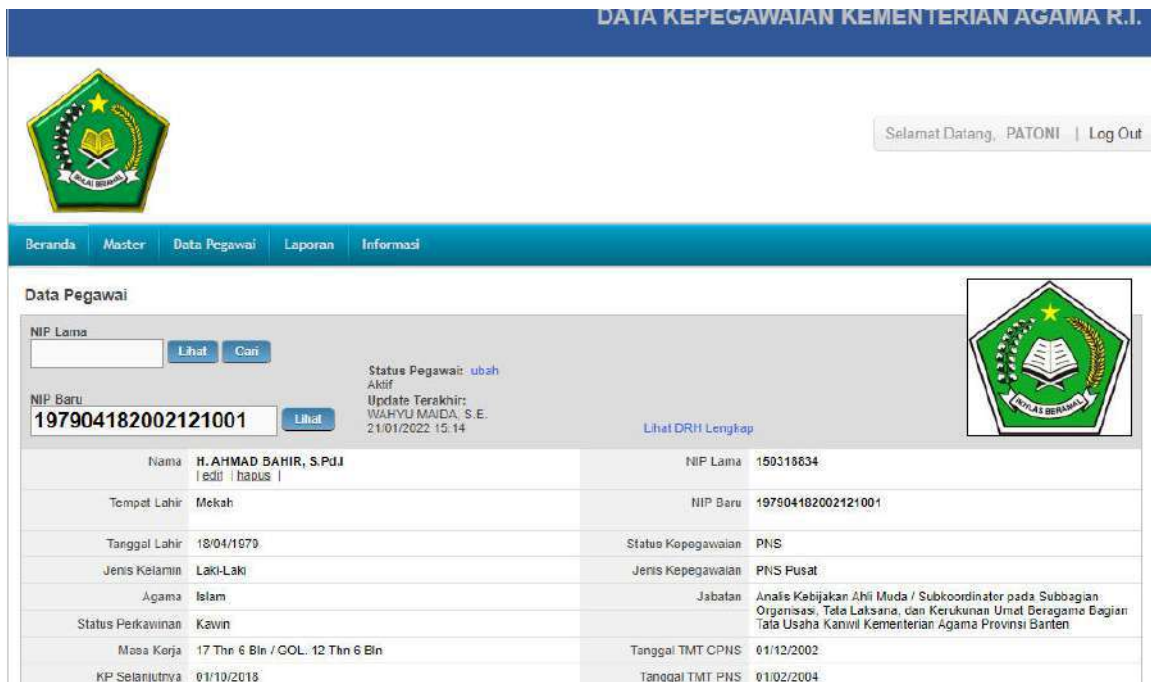 DATA KEPEGAWAIAN KEMENTERIAN AGAMA R.I.
IKHLAS BERAMAL
Selamat Datang, PATONI | Log Out
Beranda Master Data Pegawai Laporan Informasi
Data Pegawai
NIP Lama
Lihat Cari
Status Pegawai: ubah
Aktif
NIP Baru
Update Terakhir:
197904182002121001 Lihat
WAHYU MAIDA, S.E.
21/01/2022 15:14
Lihat DRH Lengkap
IKHLAS BERAMAL
Nama H. AHMAD BAHIR, S.Pd.I NIP Lama 150318834
| edit | hapus |
Tempat Lahir Mekah NIP Baru 197904182002121001
Tanggal Lahir 18/04/1979 Status Kepegawaian PNS
Jenis Kelamin Laki-Laki Jenis Kepegawaian PNS Pusat
Agama Islam Jabatan Analis Kebijakan Ahli Muda / Subkoordinator pada Subbagian
Organisasi, Tata Laksana, dan Kerukunan Umat Beragama Bagian
Status Perkawinan Kawin Tata Usaha Kanwil Kementerian Agama Provinsi Banten
Masa Kerja 17 Thn 6 Bln / GOL. 12 Thn 6 Bln Tanggal TMT CPNS 01/12/2002
KP Selanjutnya 01/10/2018 Tanggal TMT PNS 01/02/2004